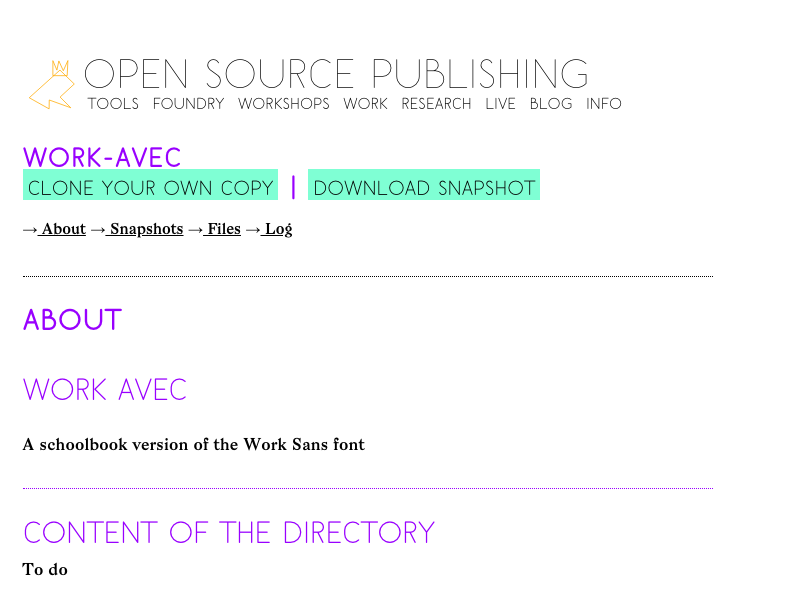 OPEN SOURCE PUBLISHING
TOOLS FOUNDRY WORKSHOPS WORK RESEARCH LIVE BLOG INFO
WORK-AVEC
CLONE YOUR OWN COPY | DOWNLOAD SNAPSHOT
→ About → Snapshots → Files → Log
ABOUT
WORK AVEC
A schoolbook version of the Work Sans font
CONTENT OF THE DIRECTORY
To do